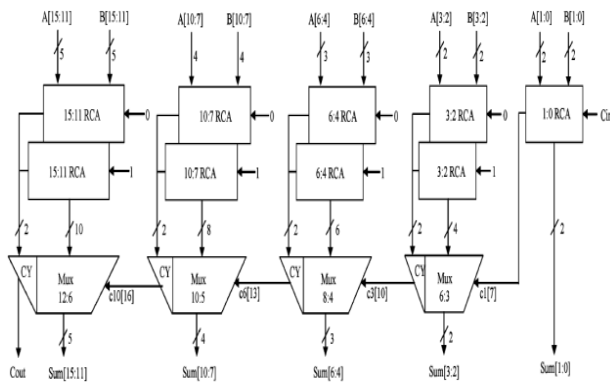 A[15:11] B[15:11] A[10:7] B[10:7] A[6:4] B[6:4] A[3:2] B[3:2] A[1:0] B[1:0]
5 5 4 4 3 3 2 2 2 2
15:11 RCA 0 10:7 RCA 0 6:4 RCA 0 3:2 RCA 0 1:0 RCA Cin
15:11 RCA 1 10:7 RCA 1 6:4 RCA 1 3:2 RCA 1
2 10 2 8 2 6 2 4 2
CY Mux 12:6 c10[16] CY Mux 10:5 c6[13] CY Mux 8:4 c3[10] CY Mux 6:3 c1[7]
5 4 3 2
Cout Sum[15:11] Sum[10:7] Sum[6:4] Sum[3:2] Sum[1:0]